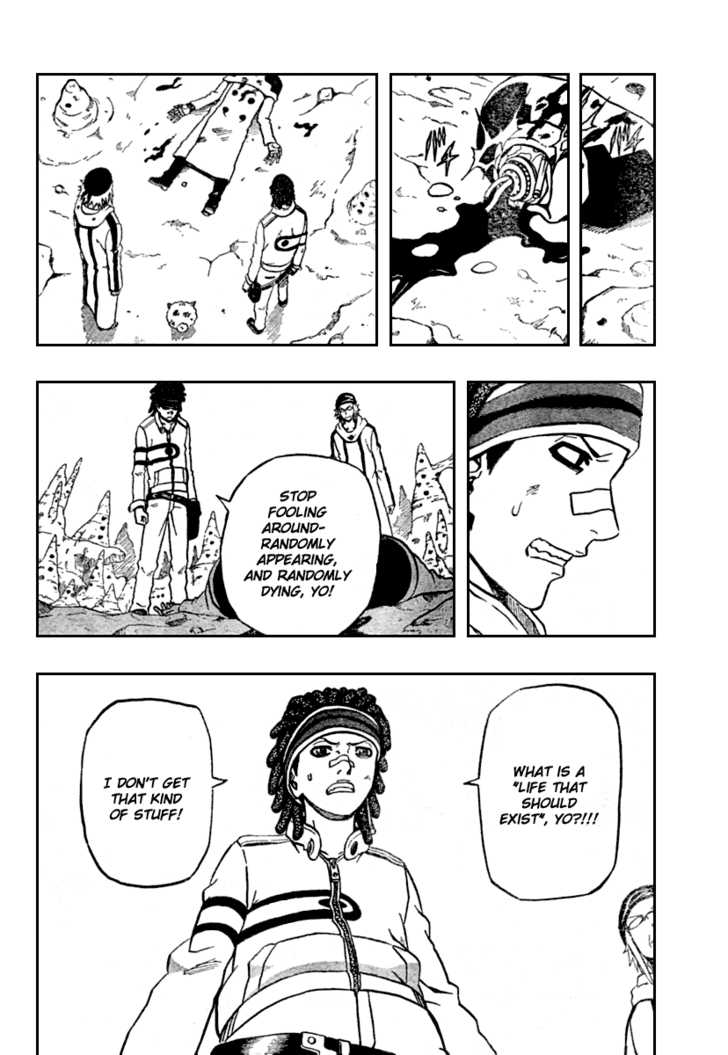 STOP
FOOLING
AROUND-
RANDOMLY
APPEARING,
AND RANDOMLY
DYING, YO!
WHAT IS A
"LIFE THAT
SHOULD
EXIST", YO?!!!
I DON'T GET
THAT KIND
OF STUFF!